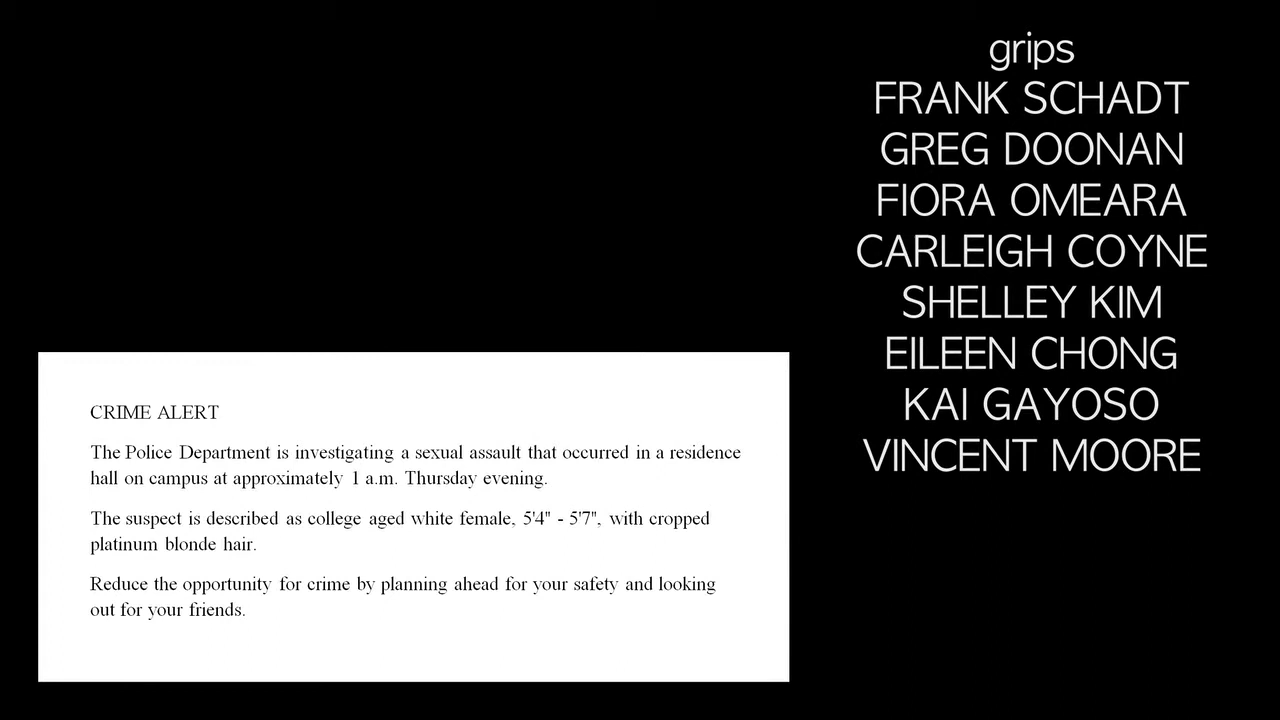 grips
FRANK SCHADT
GREG DOONAN
FIORA OMEARA
CARLEIGH COYNE
SHELLEY KIM
EILEEN CHONG
KAI GAYOSO
VINCENT MOORE
CRIME ALERT
The Police Department is investigating a sexual assault that occurred in a residence
hall on campus at approximately 1 a.m. Thursday evening.
The suspect is described as college aged white female, 5'4" - 5'7", with cropped
platinum blonde hair.
Reduce the opportunity for crime by planning ahead for your safety and looking
out for your friends.